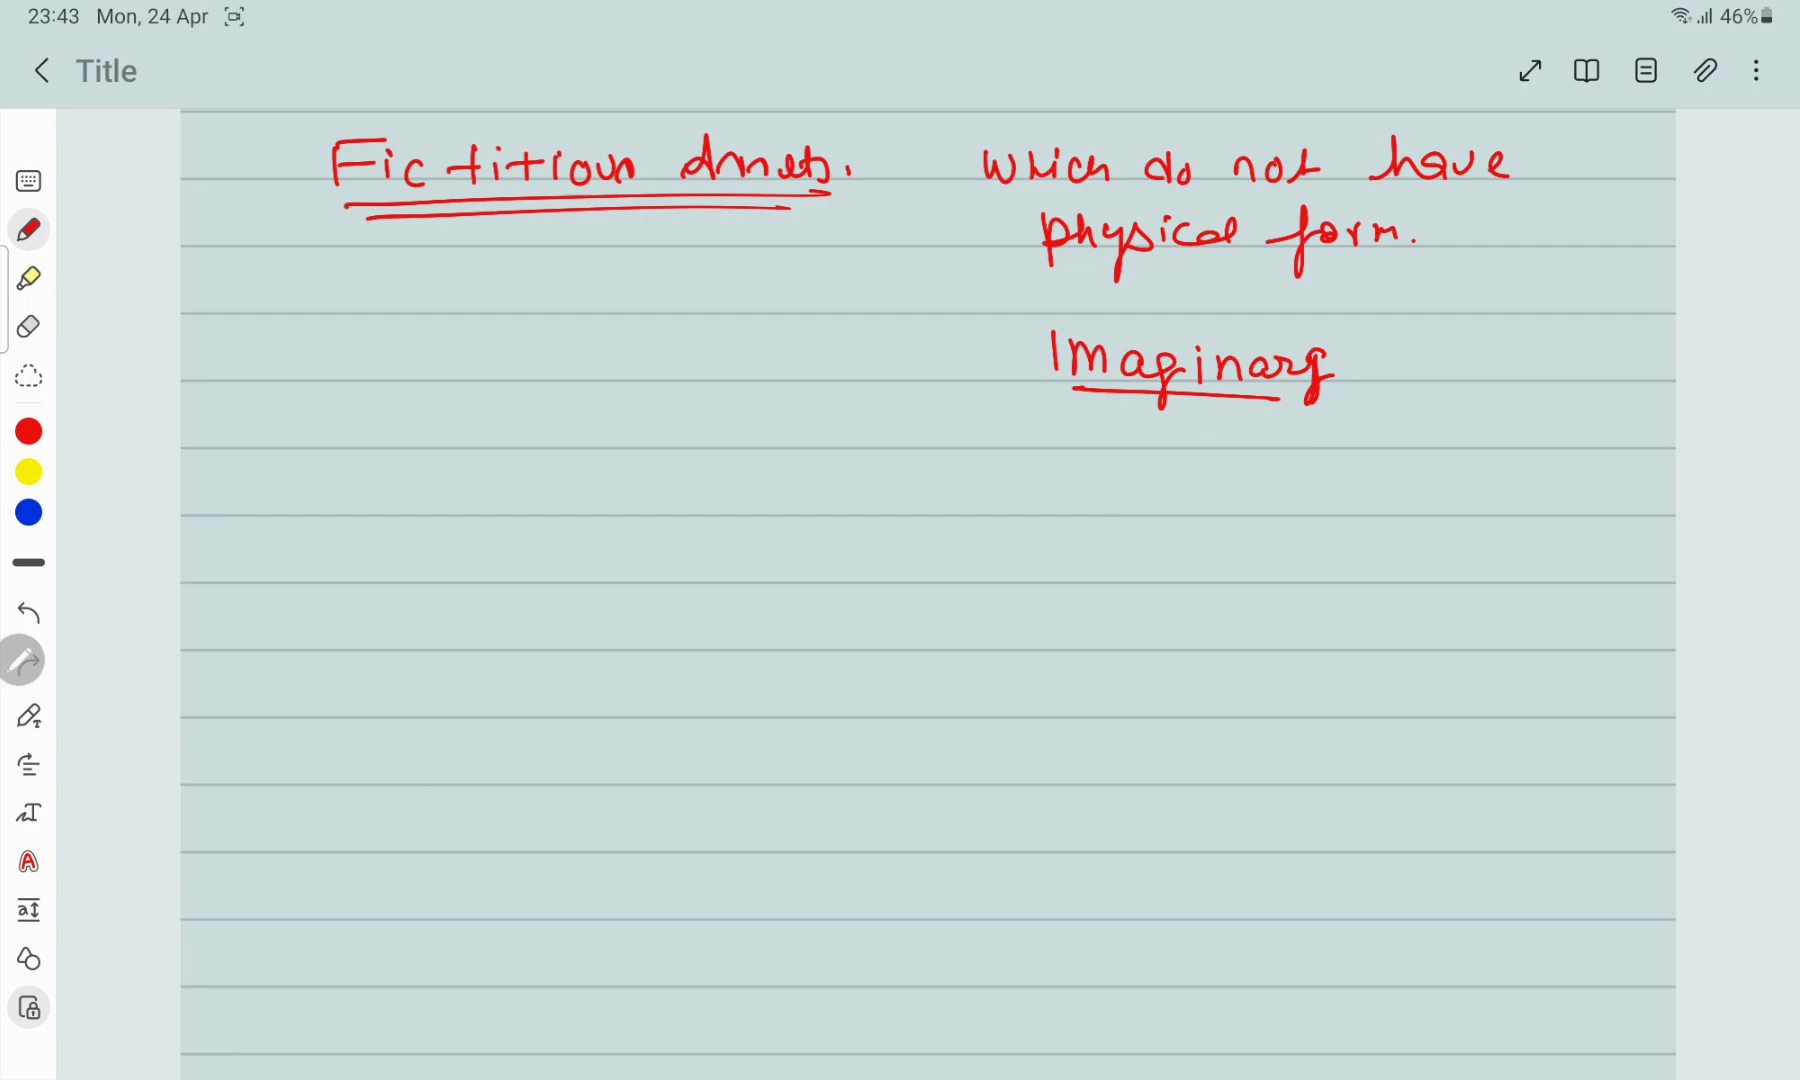 23:43 Mon, 24 Apr 46%
Title
Fictitious Assets. which do not have
physical form.
Imaginary